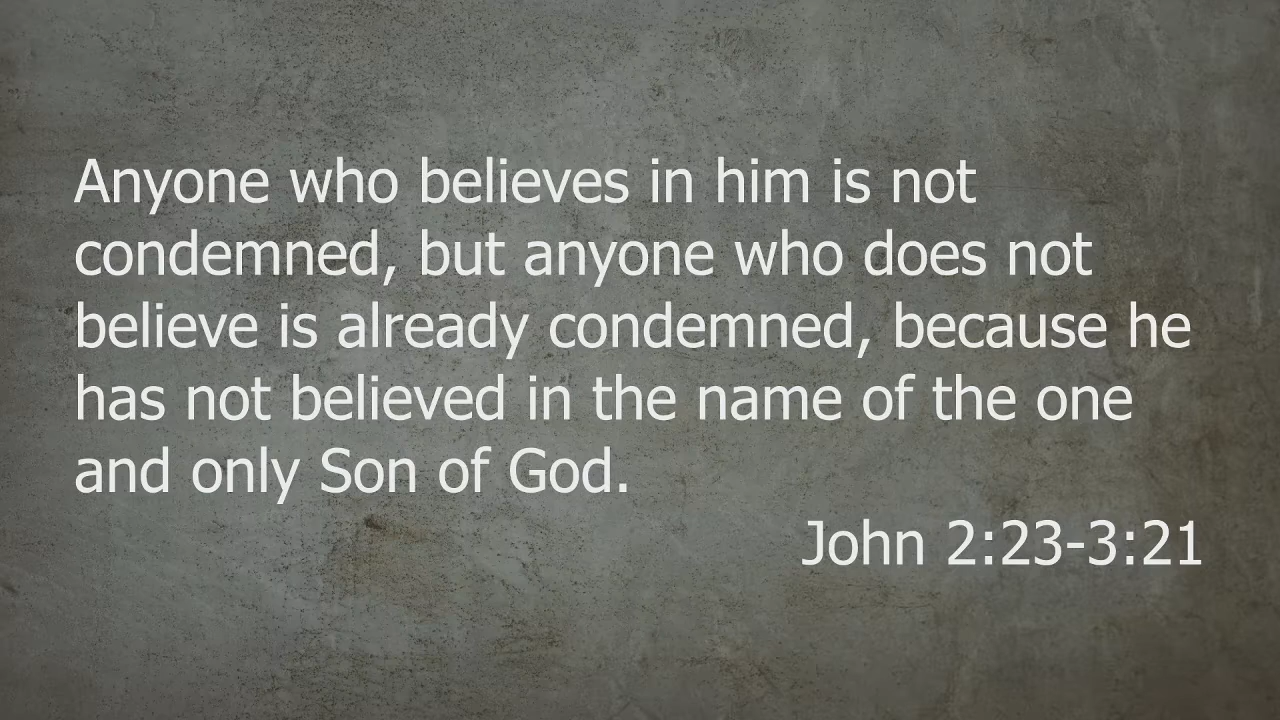 Anyone who believes in him is not
condemned, but anyone who does not
believe is already condemned, because he
has not believed in the name of the one
and only Son of God.
John 2:23-3:21